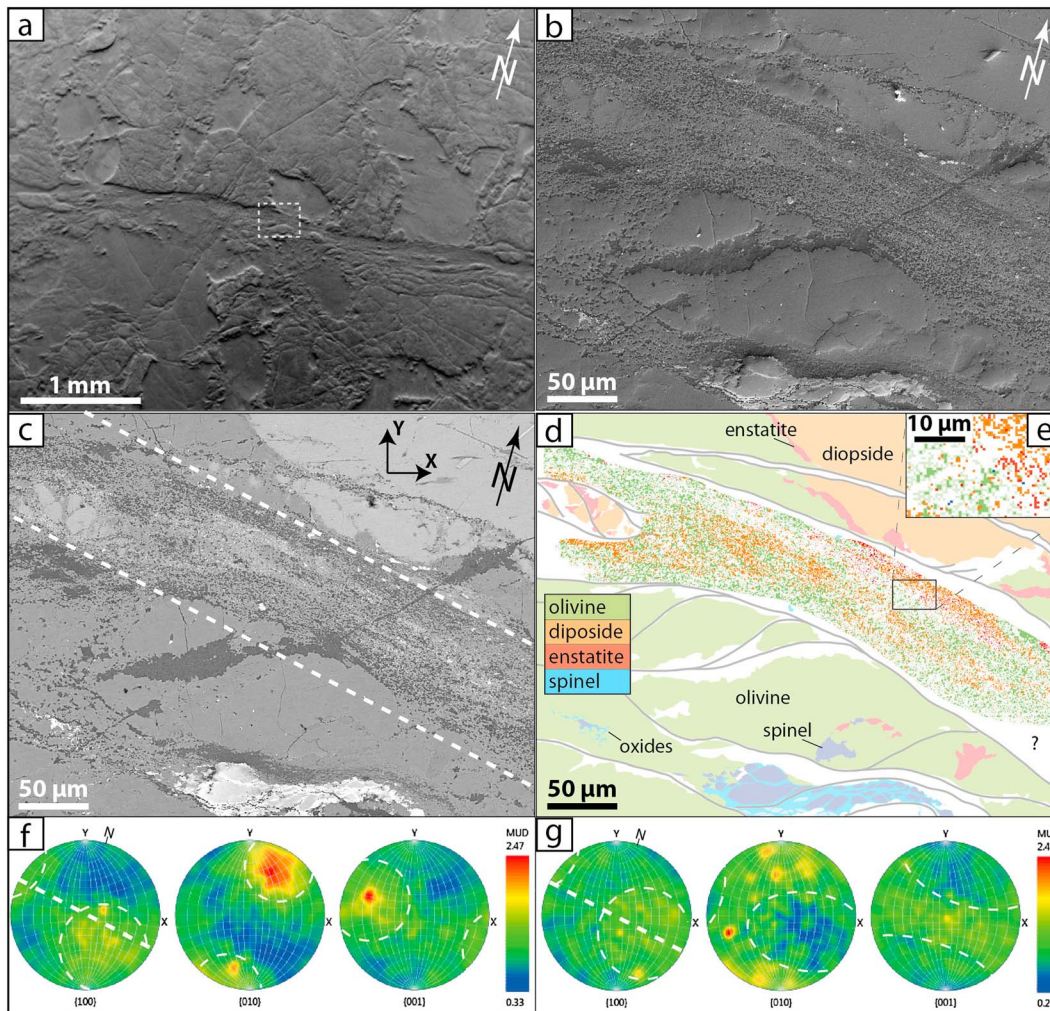 a
N
1 mm
b
N
50 µm
c
Y
X
N
50 µm
d
enstatite
diopside
10 µm
e
olivine
diposide
enstatite
spinel
olivine
spinel
oxides
?
50 µm
f
Y N
X
{100}
Y
X
{010}
Y
X
{001}
MUD
2.47
0.33
g
Y N
X
{100}
Y
X
{010}
Y
X
{001}